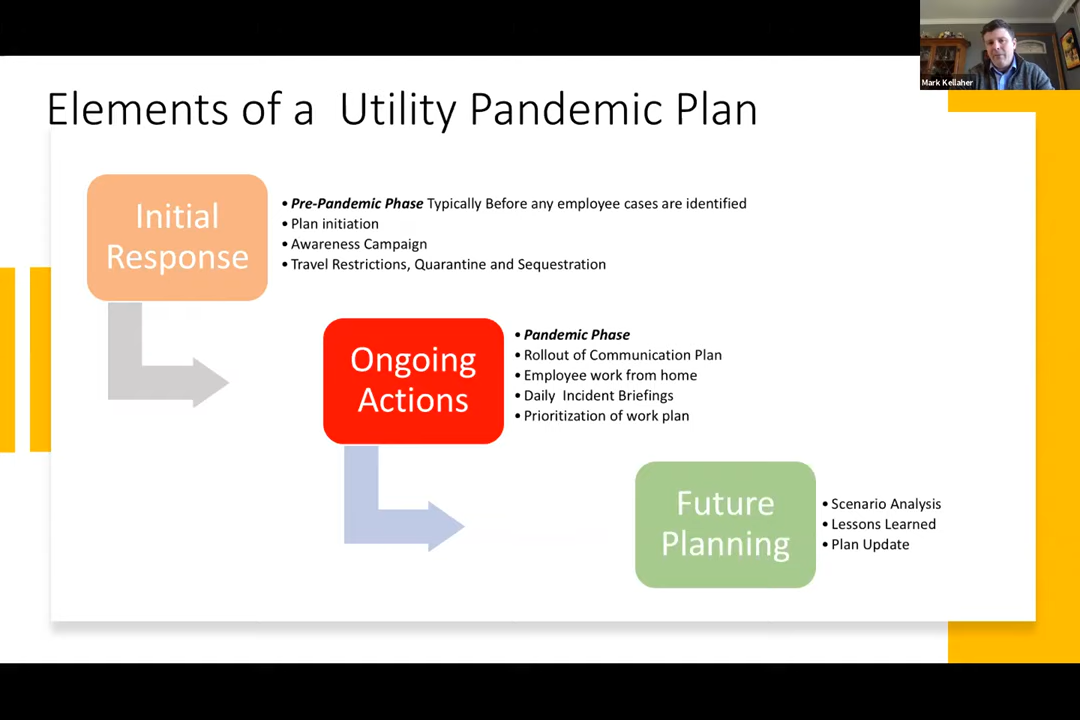 Mark Kellaher
Elements of a  Utility Pandemic Plan
Initial
Response
• Pre-Pandemic Phase Typically Before any employee cases are identified
• Plan initiation
• Awareness Campaign
• Travel Restrictions, Quarantine and Sequestration
Ongoing
Actions
• Pandemic Phase
• Rollout of Communication Plan
• Employee work from home
• Daily  Incident Briefings
• Prioritization of work plan
Future
Planning
• Scenario Analysis
• Lessons Learned
• Plan Update